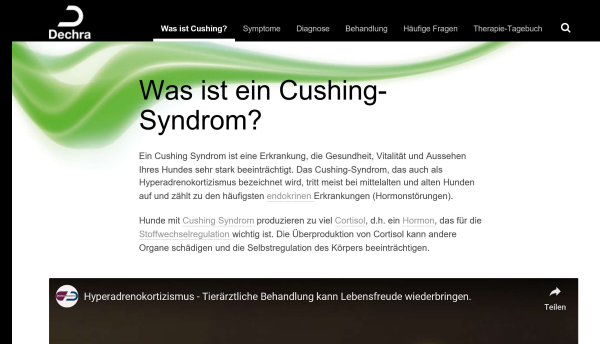 Dechra
Was ist Cushing? Symptome Diagnose Behandlung Häufige Fragen Therapie-Tagebuch
Was ist ein Cushing-
Syndrom?
Ein Cushing Syndrom ist eine Erkrankung, die Gesundheit, Vitalität und Aussehen
Ihres Hundes sehr stark beeinträchtigt. Das Cushing-Syndrom, das auch als
Hyperadrenokortizismus bezeichnet wird, tritt meist bei mittelalten und alten Hunden
auf und zählt zu den häufigsten endokrinen Erkrankungen (Hormonstörungen).
Hunde mit Cushing Syndrom produzieren zu viel Cortisol, d.h. ein Hormon, das für die
Stoffwechselregulation wichtig ist. Die Überproduktion von Cortisol kann andere
Organe schädigen und die Selbstregulation des Körpers beeinträchtigen.
Hyperadrenokortizismus - Tierärztliche Behandlung kann Lebensfreude wiederbringen.
Teilen